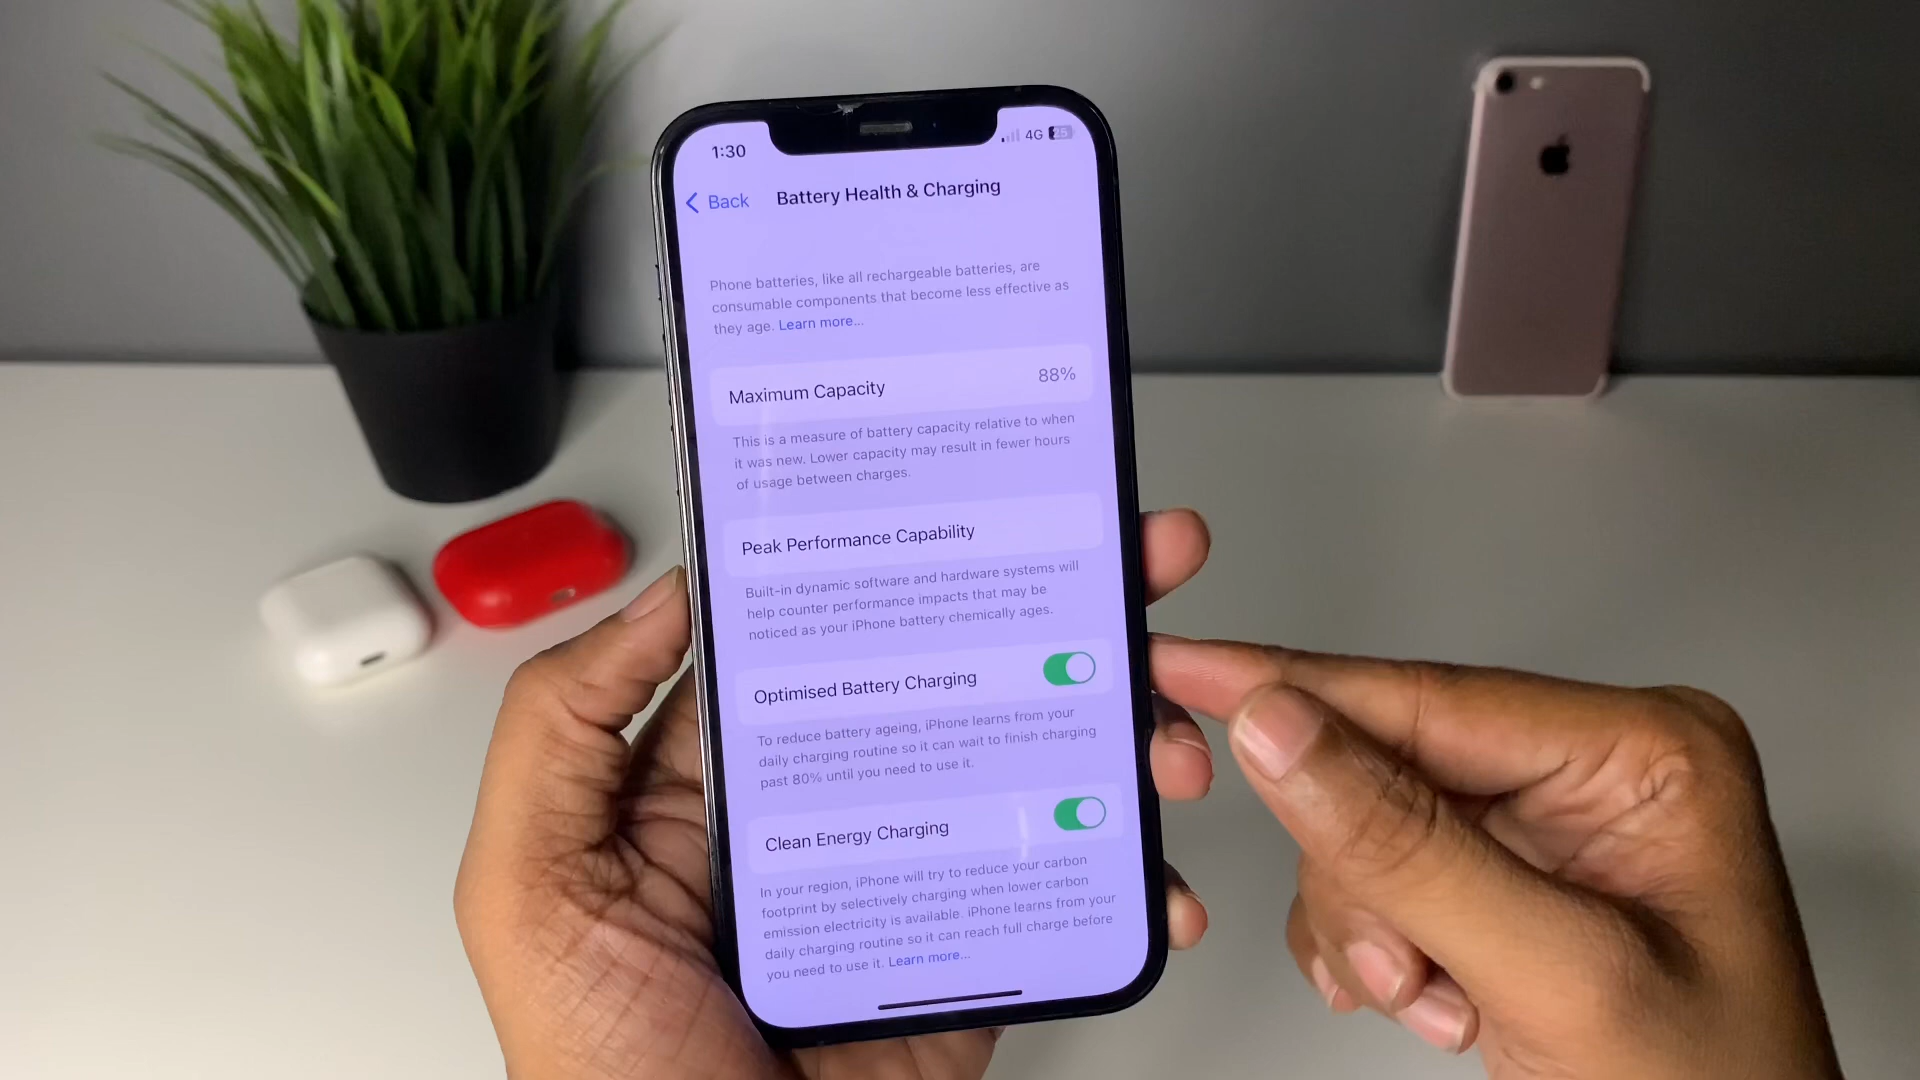 1:30
4G 25
Back
Battery Health & Charging
Phone batteries, like all rechargeable batteries, are
consumable components that become less effective as
they age. Learn more...
Maximum Capacity 88%
This is a measure of battery capacity relative to when
it was new. Lower capacity may result in fewer hours
of usage between charges.
Peak Performance Capability
Built-in dynamic software and hardware systems will
help counter performance impacts that may be
noticed as your iPhone battery chemically ages.
Optimised Battery Charging
To reduce battery ageing, iPhone learns from your
daily charging routine so it can wait to finish charging
past 80% until you need to use it.
Clean Energy Charging
In your region, iPhone will try to reduce your carbon
footprint by selectively charging when lower carbon
emission electricity is available. iPhone learns from your
daily charging routine so it can reach full charge before
you need to use it. Learn more...